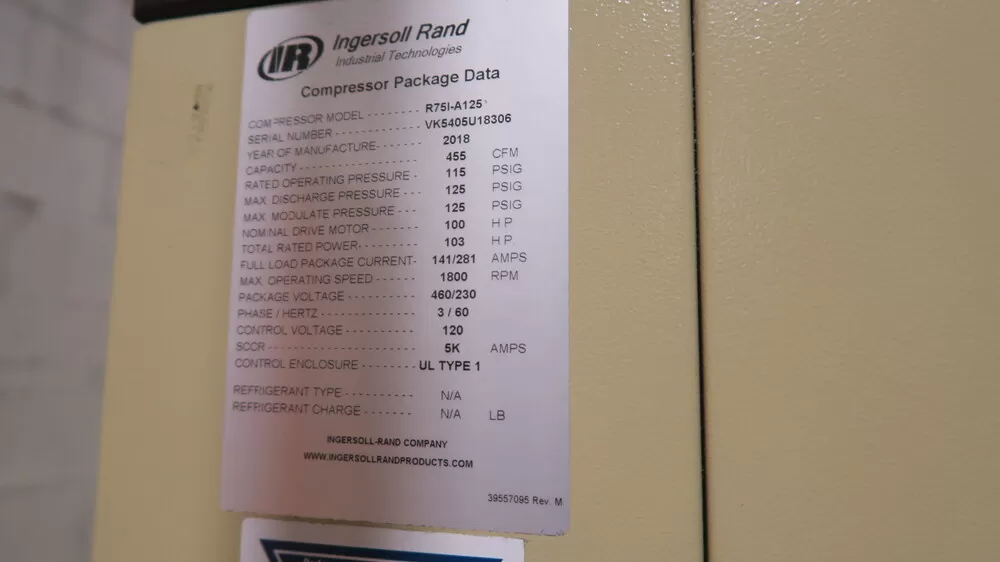 IR Ingersoll Rand
Industrial Technologies
Compressor Package Data
COMPRESSOR MODEL - - - - - - - R75I-A125
SERIAL NUMBER - - - - - - - - - - - VK5405U18306
YEAR OF MANUFACTURE - - - - - - 2018
CAPACITY - - - - - - - - - - - - - - - - 455 CFM
RATED OPERATING PRESSURE - 115 PSIG
MAX. DISCHARGE PRESSURE - - - 125 PSIG
MAX. MODULATE PRESSURE - - - 125 PSIG
NOMINAL DRIVE MOTOR - - - - - - - 100 H P
TOTAL RATED POWER - - - - - - - - 103 H P
FULL LOAD PACKAGE CURRENT - 141/281 AMPS
MAX. OPERATING SPEED - - - - - - 1800 RPM
PACKAGE VOLTAGE - - - - - - - - - - 460/230
PHASE / HERTZ - - - - - - - - - - - - - 3 / 60
CONTROL VOLTAGE - - - - - - - - - - 120
SCCR - - - - - - - - - - - - - - - - - - - - - - 5K AMPS
CONTROL ENCLOSURE - - - - - - - - UL TYPE 1
REFRIGERANT TYPE - - - - - - - - - - N/A
REFRIGERANT CHARGE - - - - - - - N/A LB
INGERSOLL-RAND COMPANY
WWW.INGERSOLLRANDPRODUCTS.COM
39557095 Rev. M